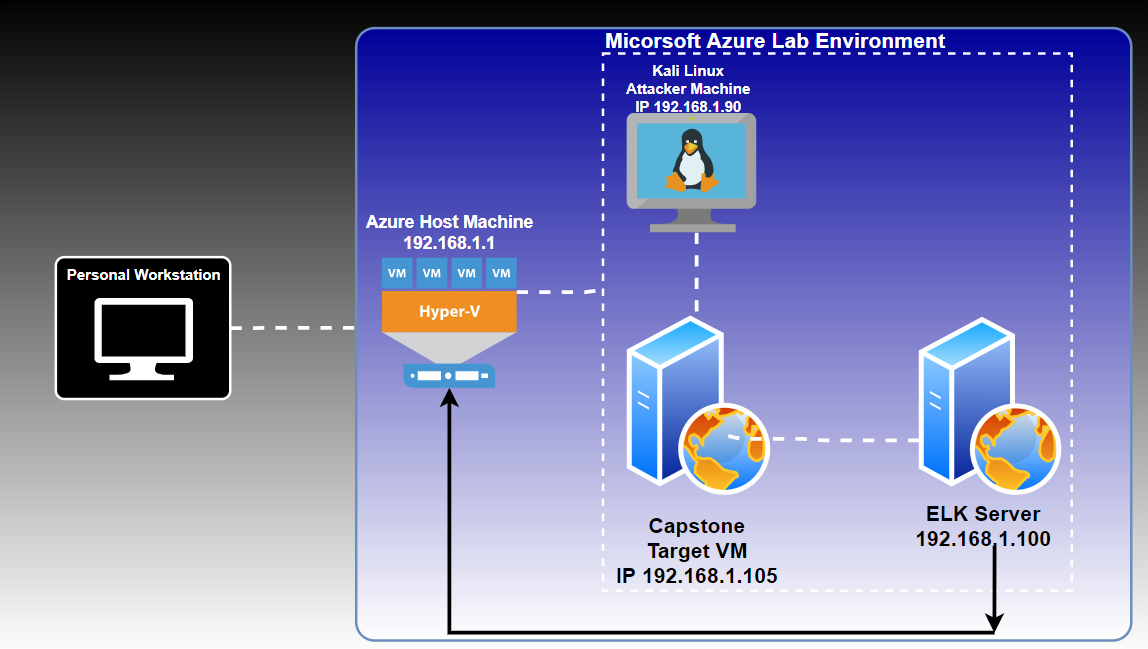 Micorsoft Azure Lab Environment
Kali Linux
Attacker Machine
IP 192.168.1.90
Azure Host Machine
192.168.1.1
VM VM VM VM
Hyper-V
Personal Workstation
Capstone
Target VM
IP 192.168.1.105
ELK Server
192.168.1.100